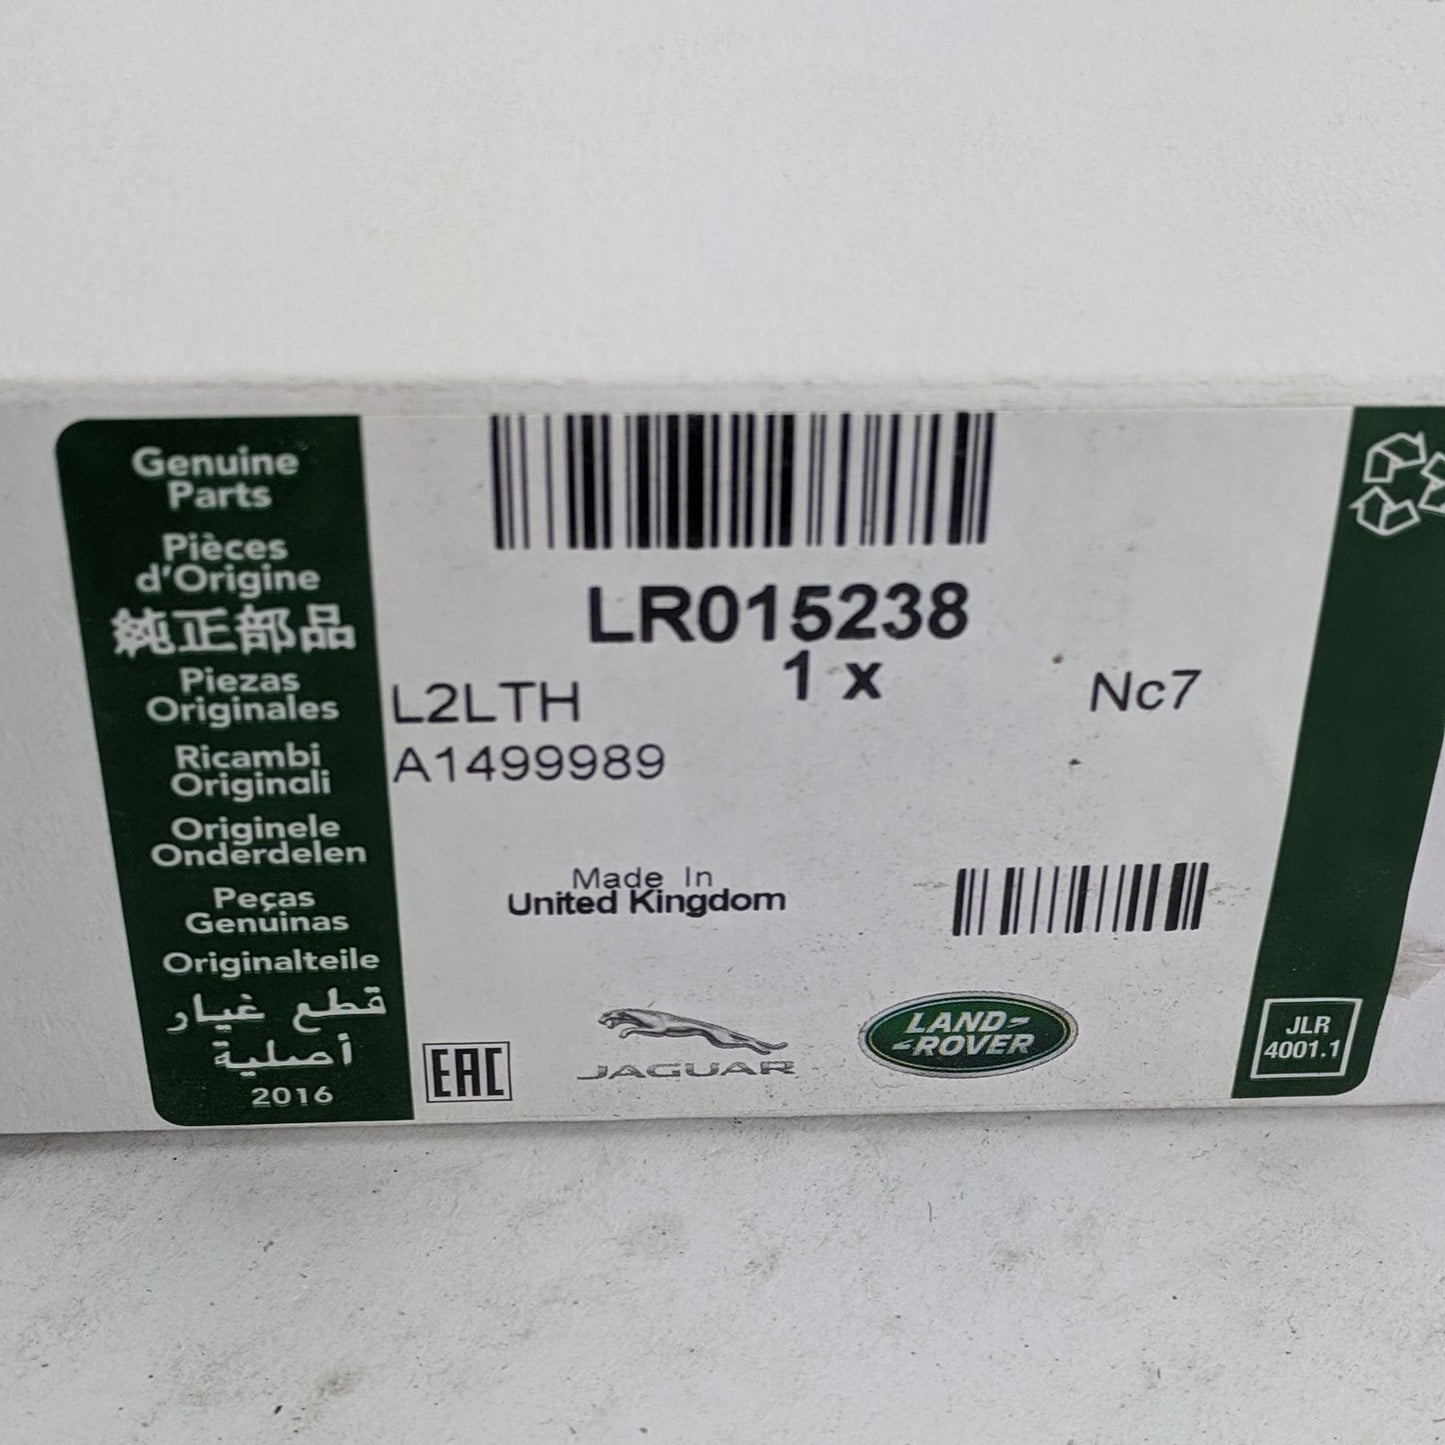 Genuine
Parts
Pièces
d'Origine
純正部品
Piezas
Originales
Ricambi
Originali
Originele
Onderdelen
Peças
Genuinas
Originalteile
قطع غيار
أصلية
2016
LR015238
1 x
L2LTH
Nc7
A1499989
Made In
United Kingdom
EAC
JAGUAR
LAND-
-ROVER
JLR
4001.1